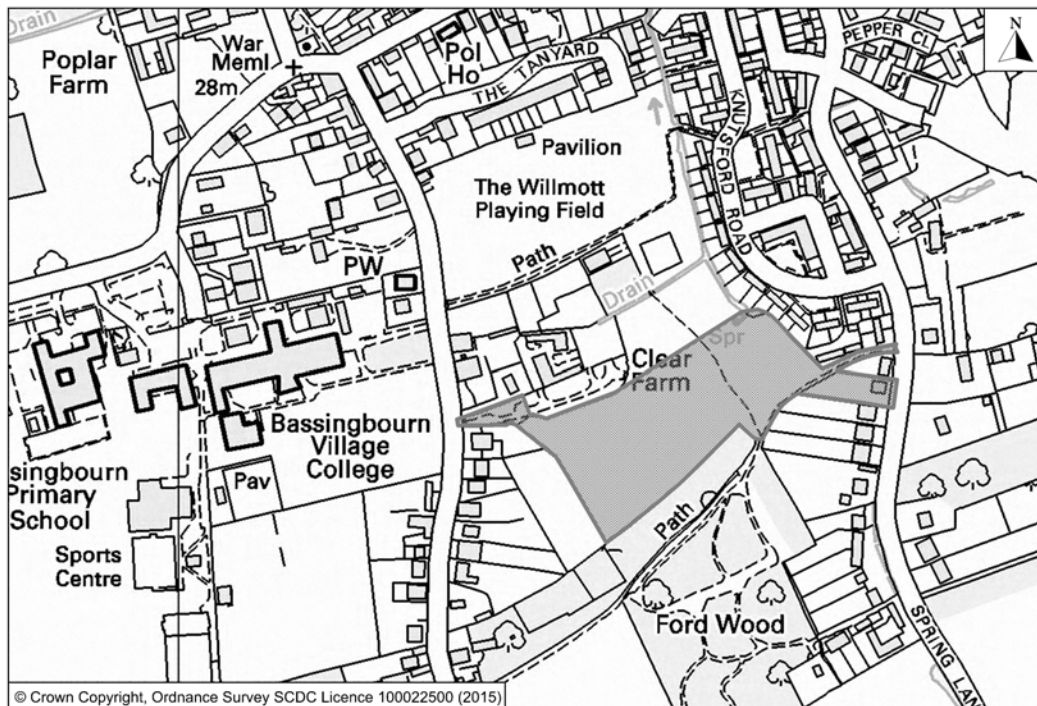 Drain
Poplar
Farm
War
Meml
28m
Pol
Ho
THE TANYARD
PEPPER CL
N
KNUTSFORD ROAD
Pavilion
The Willmott
Playing Field
Path
PW
Drain
Spr
Clear
Farm
Bassingbourn
Village
College
singbourn
Primary
School
Pav
Sports
Centre
Path
Ford Wood
SPRING LAN
© Crown Copyright, Ordnance Survey SCDC Licence 100022500 (2015)